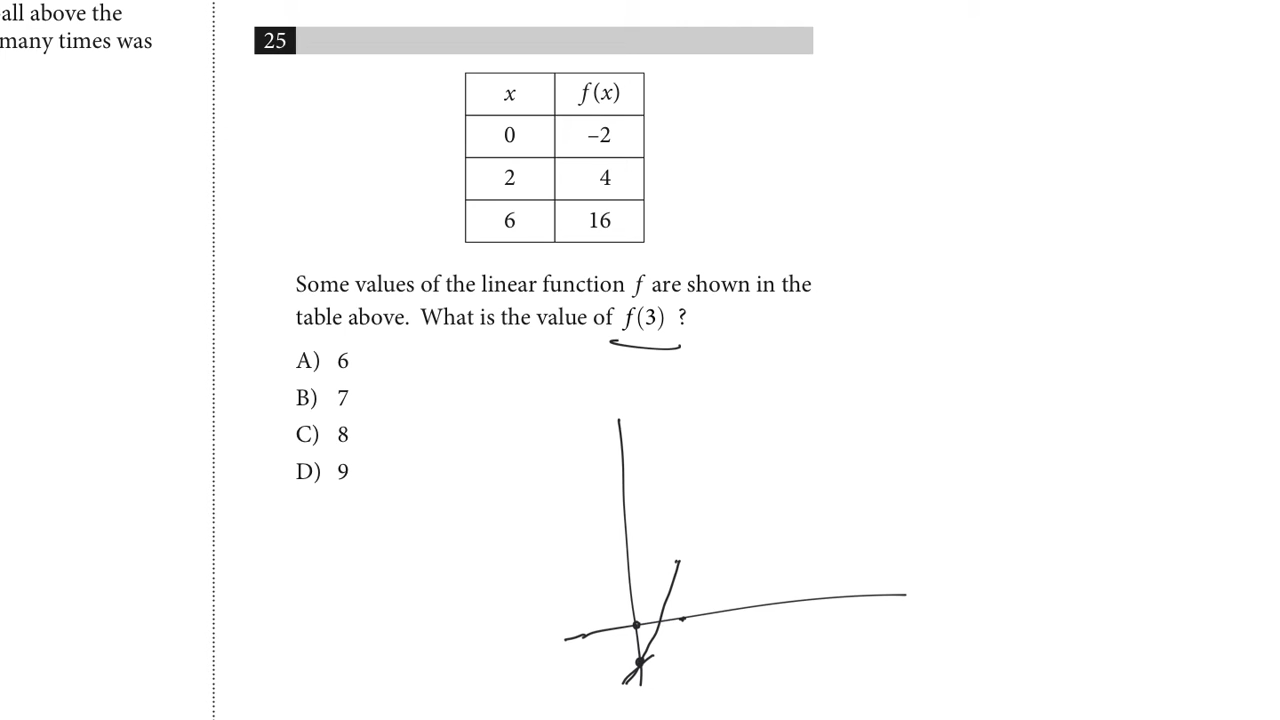 all above the
many times was
25
x f(x)
0 –2
2 4
6 16
Some values of the linear function f are shown in the
table above. What is the value of f(3) ?
A) 6
B) 7
C) 8
D) 9